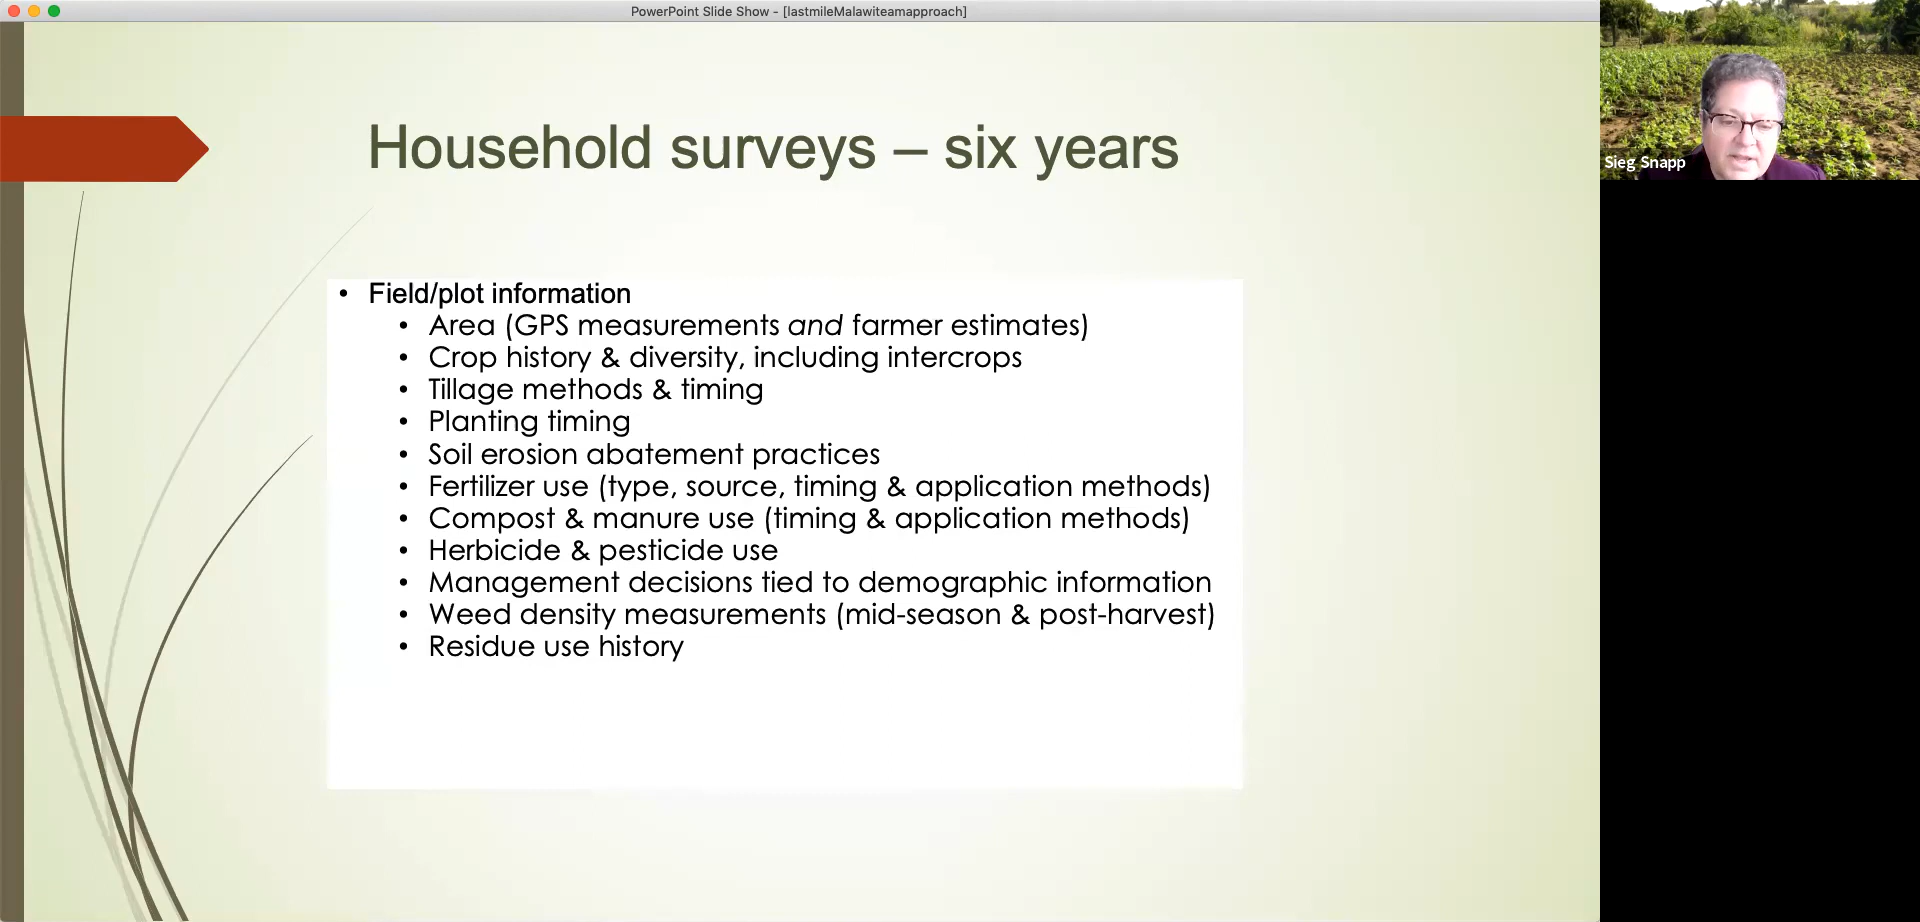 PowerPoint Slide Show - [lastmileMalawiteamapproach]
Household surveys – six years
• Field/plot information
• Area (GPS measurements and farmer estimates)
• Crop history & diversity, including intercrops
• Tillage methods & timing
• Planting timing
• Soil erosion abatement practices
• Fertilizer use (type, source, timing & application methods)
• Compost & manure use (timing & application methods)
• Herbicide & pesticide use
• Management decisions tied to demographic information
• Weed density measurements (mid-season & post-harvest)
• Residue use history
Sieg Snapp